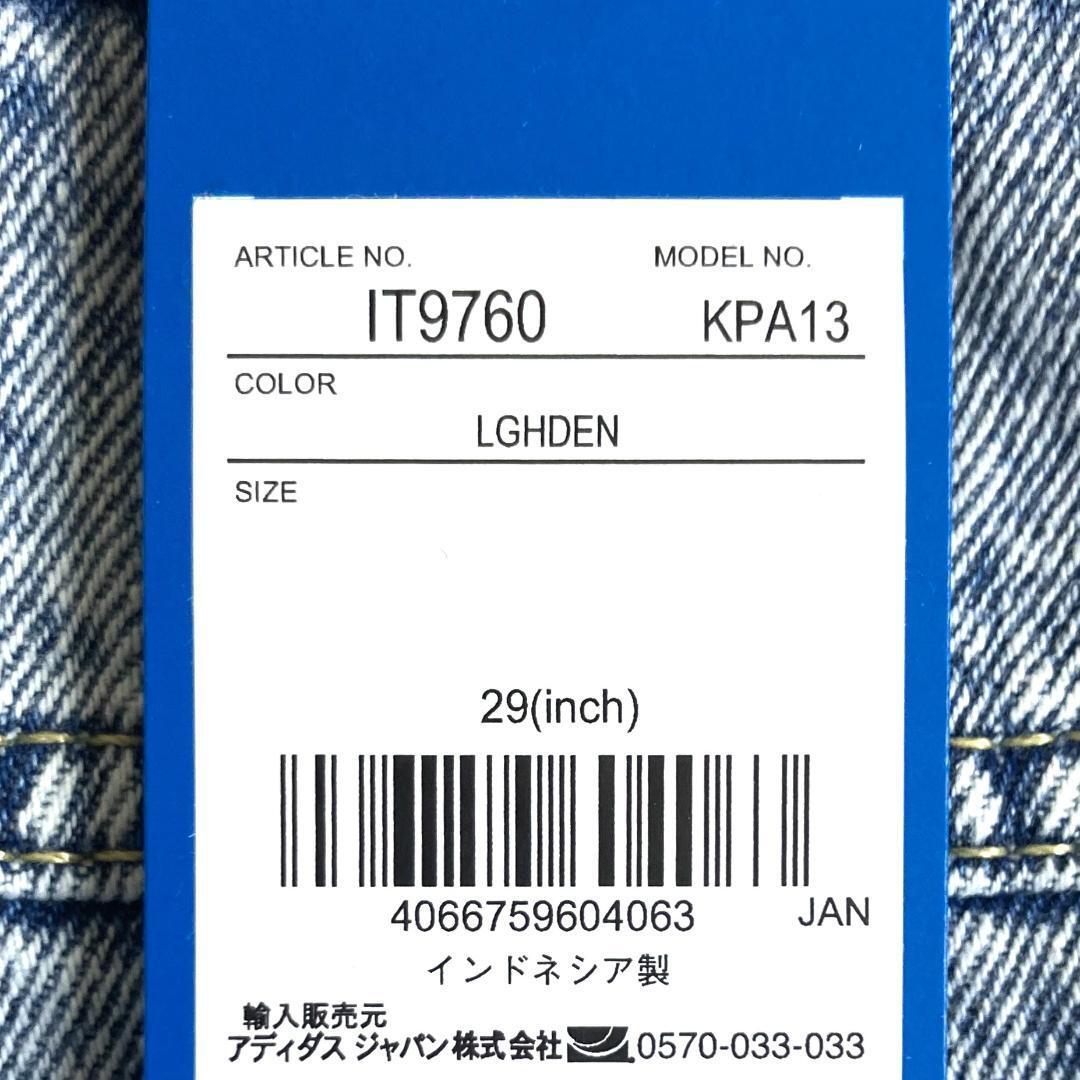 ARTICLE NO. MODEL NO.
IT9760 KPA13
COLOR
LGHDEN
SIZE
29(inch)
4066759604063 JAN
インドネシア製
輸入販売元
アディダス ジャパン株式会社 0570-033-033